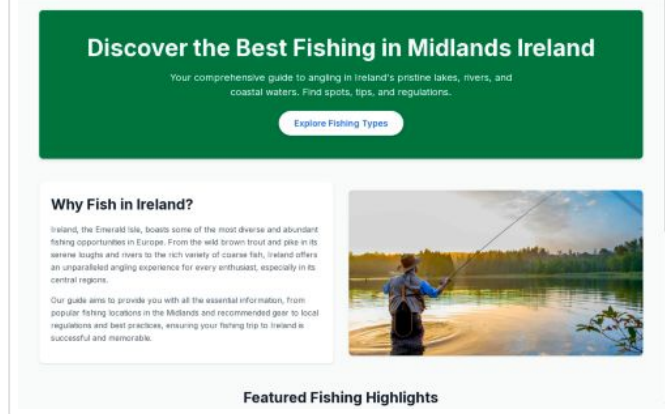 Discover the Best Fishing in Midlands Ireland
Your comprehensive guide to angling in Ireland's pristine lakes, rivers, and
coastal waters. Find spots, tips, and regulations.
Explore Fishing Types
Why Fish in Ireland?
Ireland, the Emerald Isle, boasts some of the most diverse and abundant
fishing opportunities in Europe. From the wild brown trout and pike in its
serene loughs and rivers to the rich variety of coarse fish, Ireland offers
an unparalleled angling experience for every enthusiast, especially in its
central regions.
Our guide aims to provide you with all the essential information, from
popular fishing locations in the Midlands and recommended gear to local
regulations and best practices, ensuring your fishing trip to Ireland is
successful and memorable.
Featured Fishing Highlights